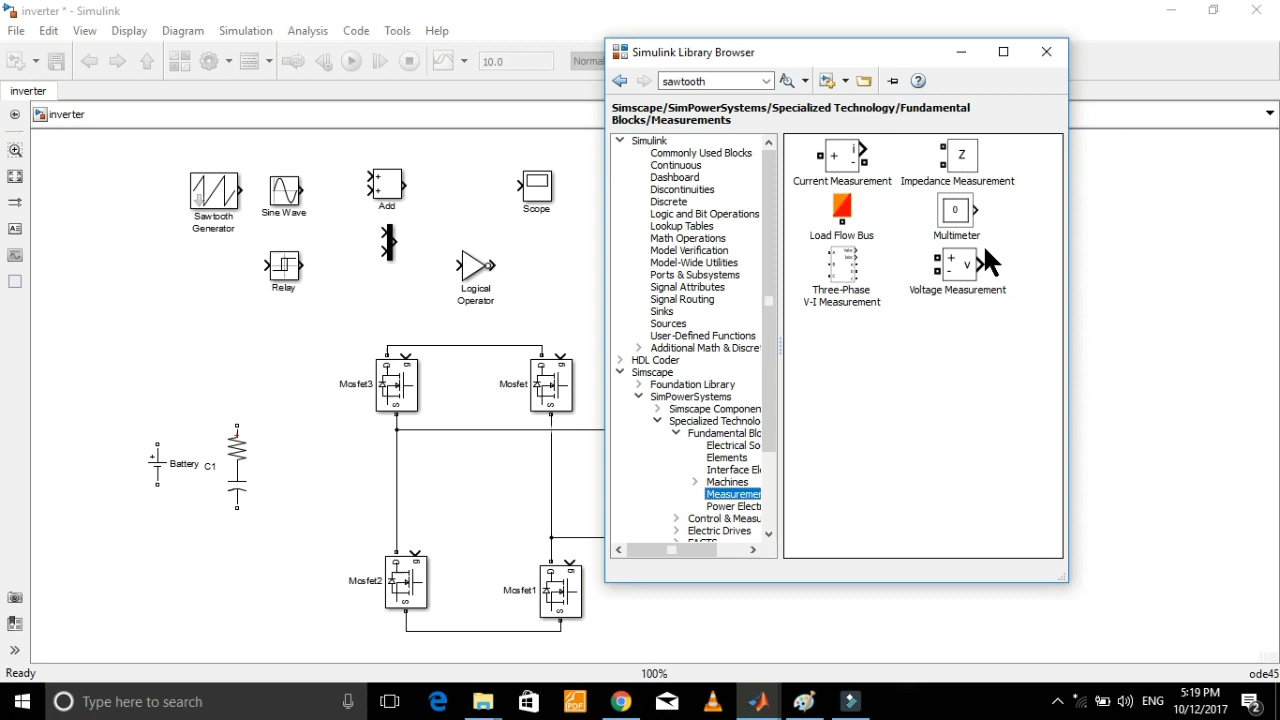 inverter * - Simulink
File Edit View Display Diagram Simulation Analysis Code Tools Help
10.0 Normal
inverter
inverter
Sawtooth
Generator
Sine Wave
Add
Scope
Relay
Logical
Operator
Mosfet3
D
g
S
Mosfet
D
g
S
+
Battery
C1
Mosfet2
D
g
S
Mosfet1
D
g
S
Simulink Library Browser
sawtooth
Simscape/SimPowerSystems/Specialized Technology/Fundamental
Blocks/Measurements
Simulink
Commonly Used Blocks
Continuous
Dashboard
Discontinuities
Discrete
Logic and Bit Operations
Lookup Tables
Math Operations
Model Verification
Model-Wide Utilities
Ports & Subsystems
Signal Attributes
Signal Routing
Sinks
Sources
User-Defined Functions
Additional Math & Discre
HDL Coder
Simscape
Foundation Library
SimPowerSystems
Simscape Componen
Specialized Technolo
Fundamental Blo
Electrical So
Elements
Interface El
Machines
Measuremen
Power Elect
Control & Measu
Electric Drives
FACTS
+ i -
Current Measurement
Z
Impedance Measurement
Load Flow Bus
0
Multimeter
Three-Phase
V-I Measurement
+ v -
Voltage Measurement
Ready
100%
ode45
Type here to search
PDF
ENG
5:19 PM
10/12/2017
2